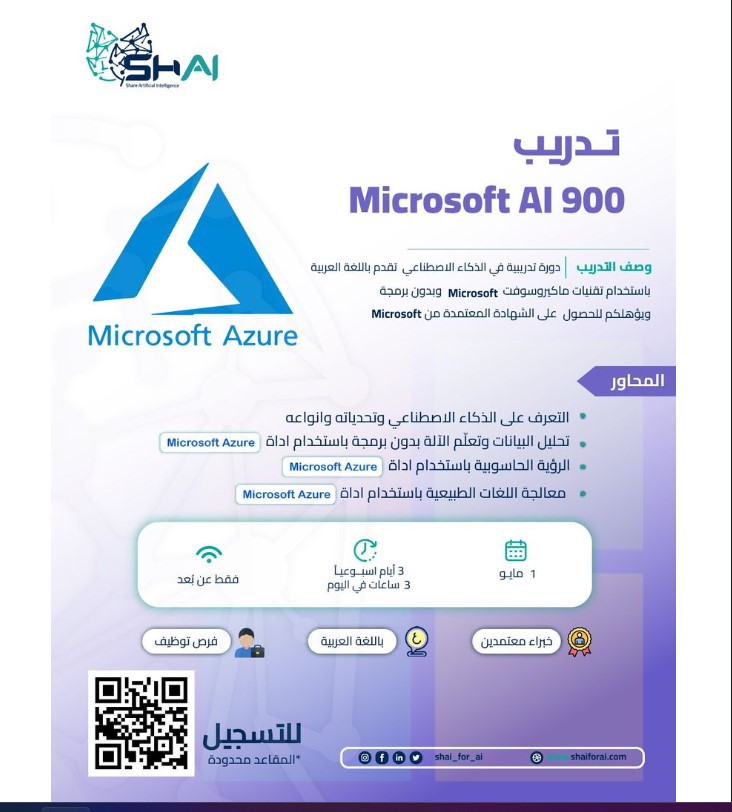 SHAI
Share Artificial Intelligence
تدريب
Microsoft AI 900
Microsoft Azure
وصف التدريب | دورة تدريبية في الذكاء الاصطناعي تقدم باللغة العربية
باستخدام تقنيات مايكروسوفت Microsoft وبدون برمجة
ويؤهلكم للحصول على الشهادة المعتمدة من Microsoft
المحاور
التعرف على الذكاء الاصطناعي وتحدياته وانواعه
تحليل البيانات وتعلّم الآلة بدون برمجة باستخدام اداة Microsoft Azure
الرؤية الحاسوبية باستخدام اداة Microsoft Azure
معالجة اللغات الطبيعية باستخدام اداة Microsoft Azure
1 مايو
3 أيام اسبوعياً
3 ساعات في اليوم
فقط عن بُعد
خبراء معتمدين
ع
باللغة العربية
فرص توظيف
للتسجيل
*المقاعد محدودة
shai_for_ai
www.shaiforai.com